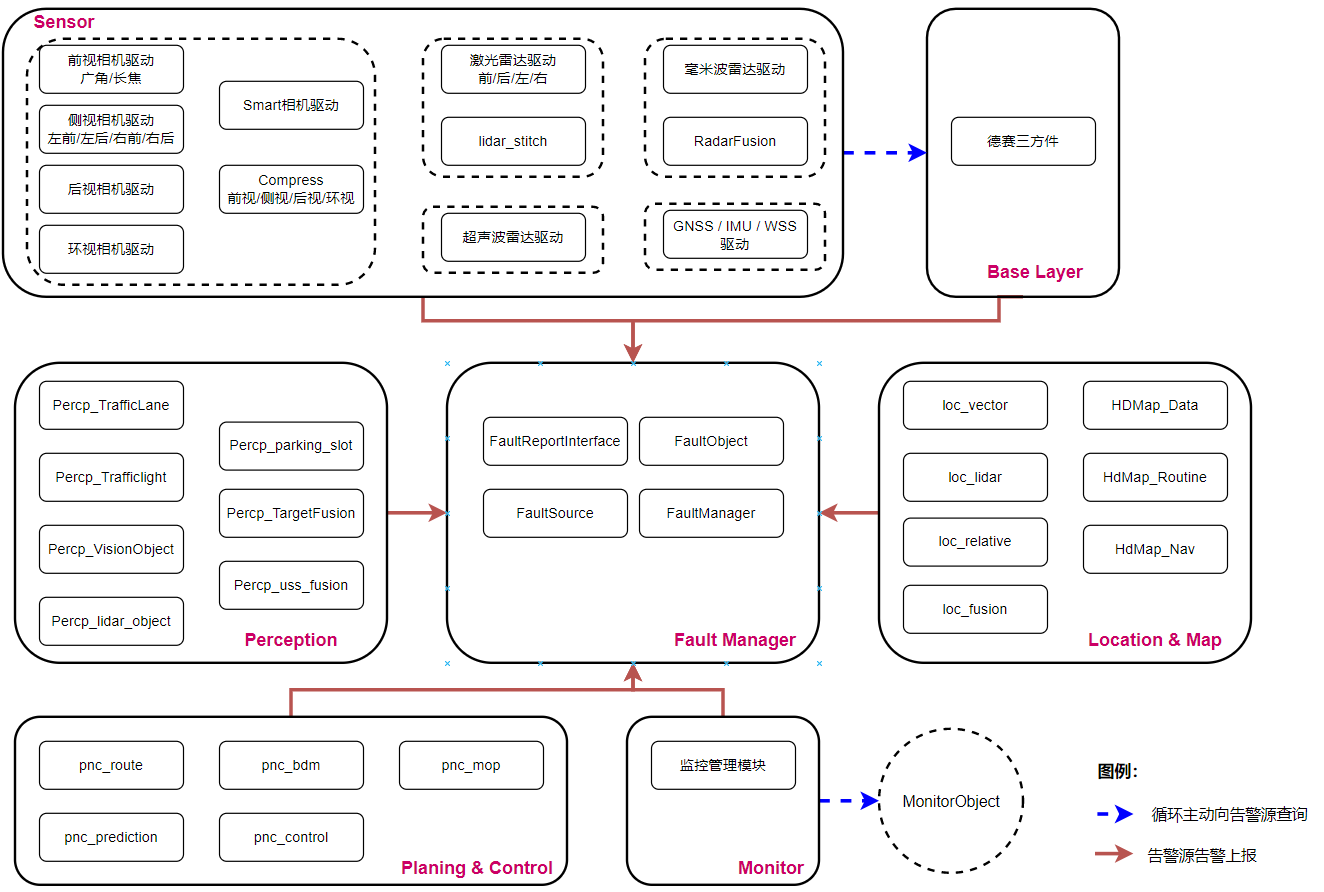 Sensor
前视相机驱动
广角/长焦
侧视相机驱动
左前/左后/右前/右后
后视相机驱动
环视相机驱动
Smart相机驱动
Compress
前视/侧视/后视/环视
激光雷达驱动
前/后/左/右
lidar_stitch
毫米波雷达驱动
RadarFusion
超声波雷达驱动
GNSS / IMU / WSS
驱动
德赛三方件
Base Layer
Percp_TrafficLane
Percp_Trafficlight
Percp_VisionObject
Percp_lidar_object
Percp_parking_slot
Percp_TargetFusion
Percp_uss_fusion
Perception
FaultReportInterface
FaultObject
FaultSource
FaultManager
Fault Manager
loc_vector
loc_lidar
loc_relative
loc_fusion
HDMap_Data
HdMap_Routine
HdMap_Nav
Location & Map
pnc_route
pnc_bdm
pnc_mop
pnc_prediction
pnc_control
Planing & Control
监控管理模块
Monitor
MonitorObject
图例：
循环主动向告警源查询
告警源告警上报